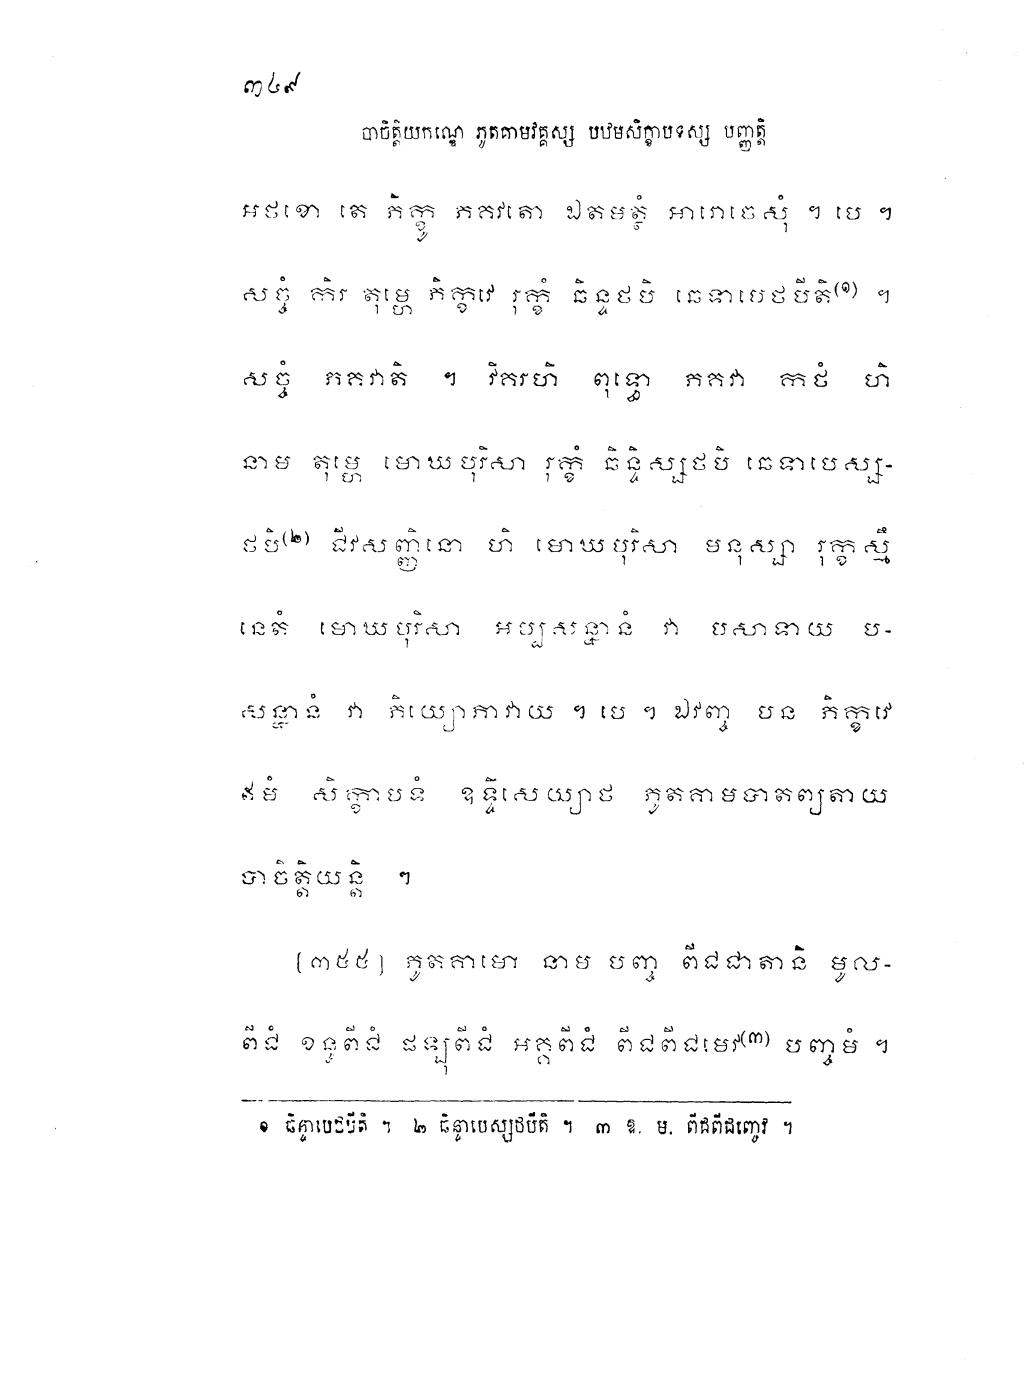 ៣៤៩
បាចិត្តិយកណ្ឌេ ភូតគាមវគ្គស្ស បឋមសិក្ខាបទស្ស បញ្ញត្តិ
អថខោ តេ ភិក្ខូ ភគវតោ ឯតមត្ថំ អារោចេសុំ ។ បេ ។
សច្ចំ កិរ តុម្ហេ ភិក្ខវេ រុក្ខំ ឆិន្ទថបិ ឆេទាបេថបីតិ(១) ។
សច្ចំ ភគវាតិ ។ វិគរហិ ពុទ្ធោ ភគវា កថំ ហិ
នាម តុម្ហេ មោឃបុរិសា រុក្ខំ ឆិន្ទិស្សថបិ ឆេទាបេស្ស-
ថបិ(២) ជីវសញ្ញិនោ ហិ មោឃបុរិសា មនុស្សា រុក្ខស្មឹ
នេតំ មោឃបុរិសា អប្បសន្នានំ វា បសាទាយ ប-
សន្នានំ វា ភិយ្យោភាវាយ ។ បេ ។ ឯវញ្ច បន ភិក្ខវេ
ឥមំ សិក្ខាបទំ ឧទ្ទិសេយ្យាថ ភូតគាមបាតព្យតាយ
បាចិត្តិយន្តិ ។
[៣៥៥] ភូតគាមោ នាម បញ្ច ពីជជាតានិ មូល-
ពីជំ ខន្ធពីជំ ផឡុពីជំ អគ្គពីជំ ពីជពីជមេវ(៣) បញ្ចមំ ។
១ ឆិន្ទាបេថបីតិ ។ ២ ឆិន្ទាបេស្សថបីតិ ។ ៣ ឱ. ម. ពីជពីជញ្ចេវ ។